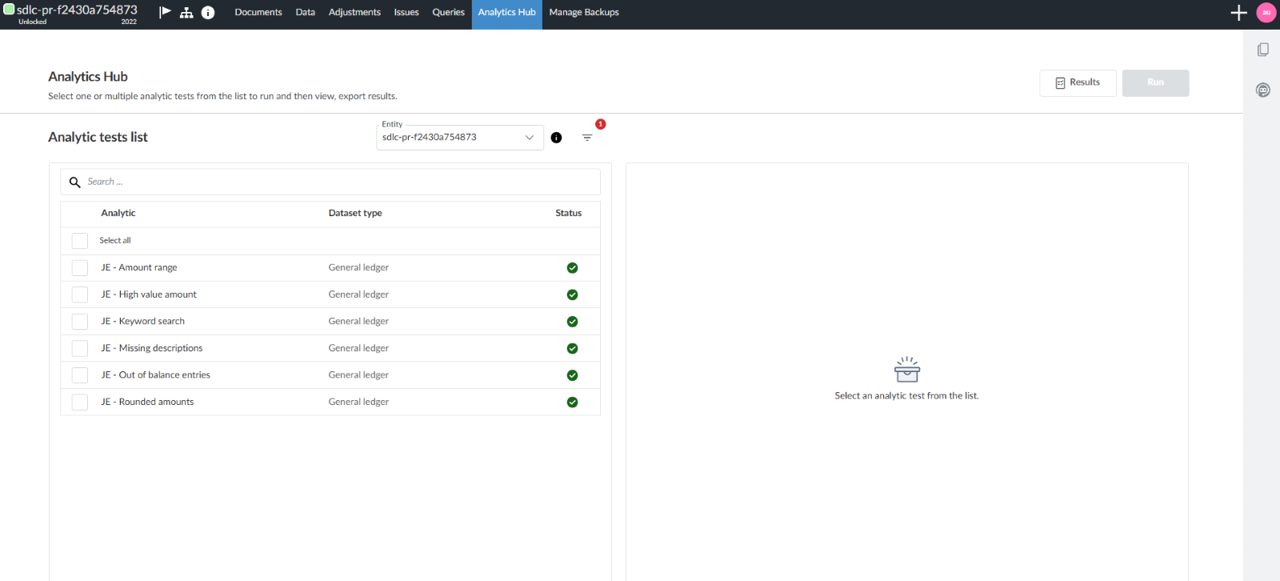 sdlc-pr-f2430a754873
Unlocked 2022
Documents Data Adjustments Issues Queries Analytics Hub Manage Backups
au
Analytics Hub
Select one or multiple analytic tests from the list to run and then view, export results.
Results
Run
Analytic tests list
Entity
sdlc-pr-f2430a754873
1
Search ...
Analytic Dataset type Status
Select all
JE - Amount range General ledger
JE - High value amount General ledger
JE - Keyword search General ledger
JE - Missing descriptions General ledger
JE - Out of balance entries General ledger
JE - Rounded amounts General ledger
Select an analytic test from the list.